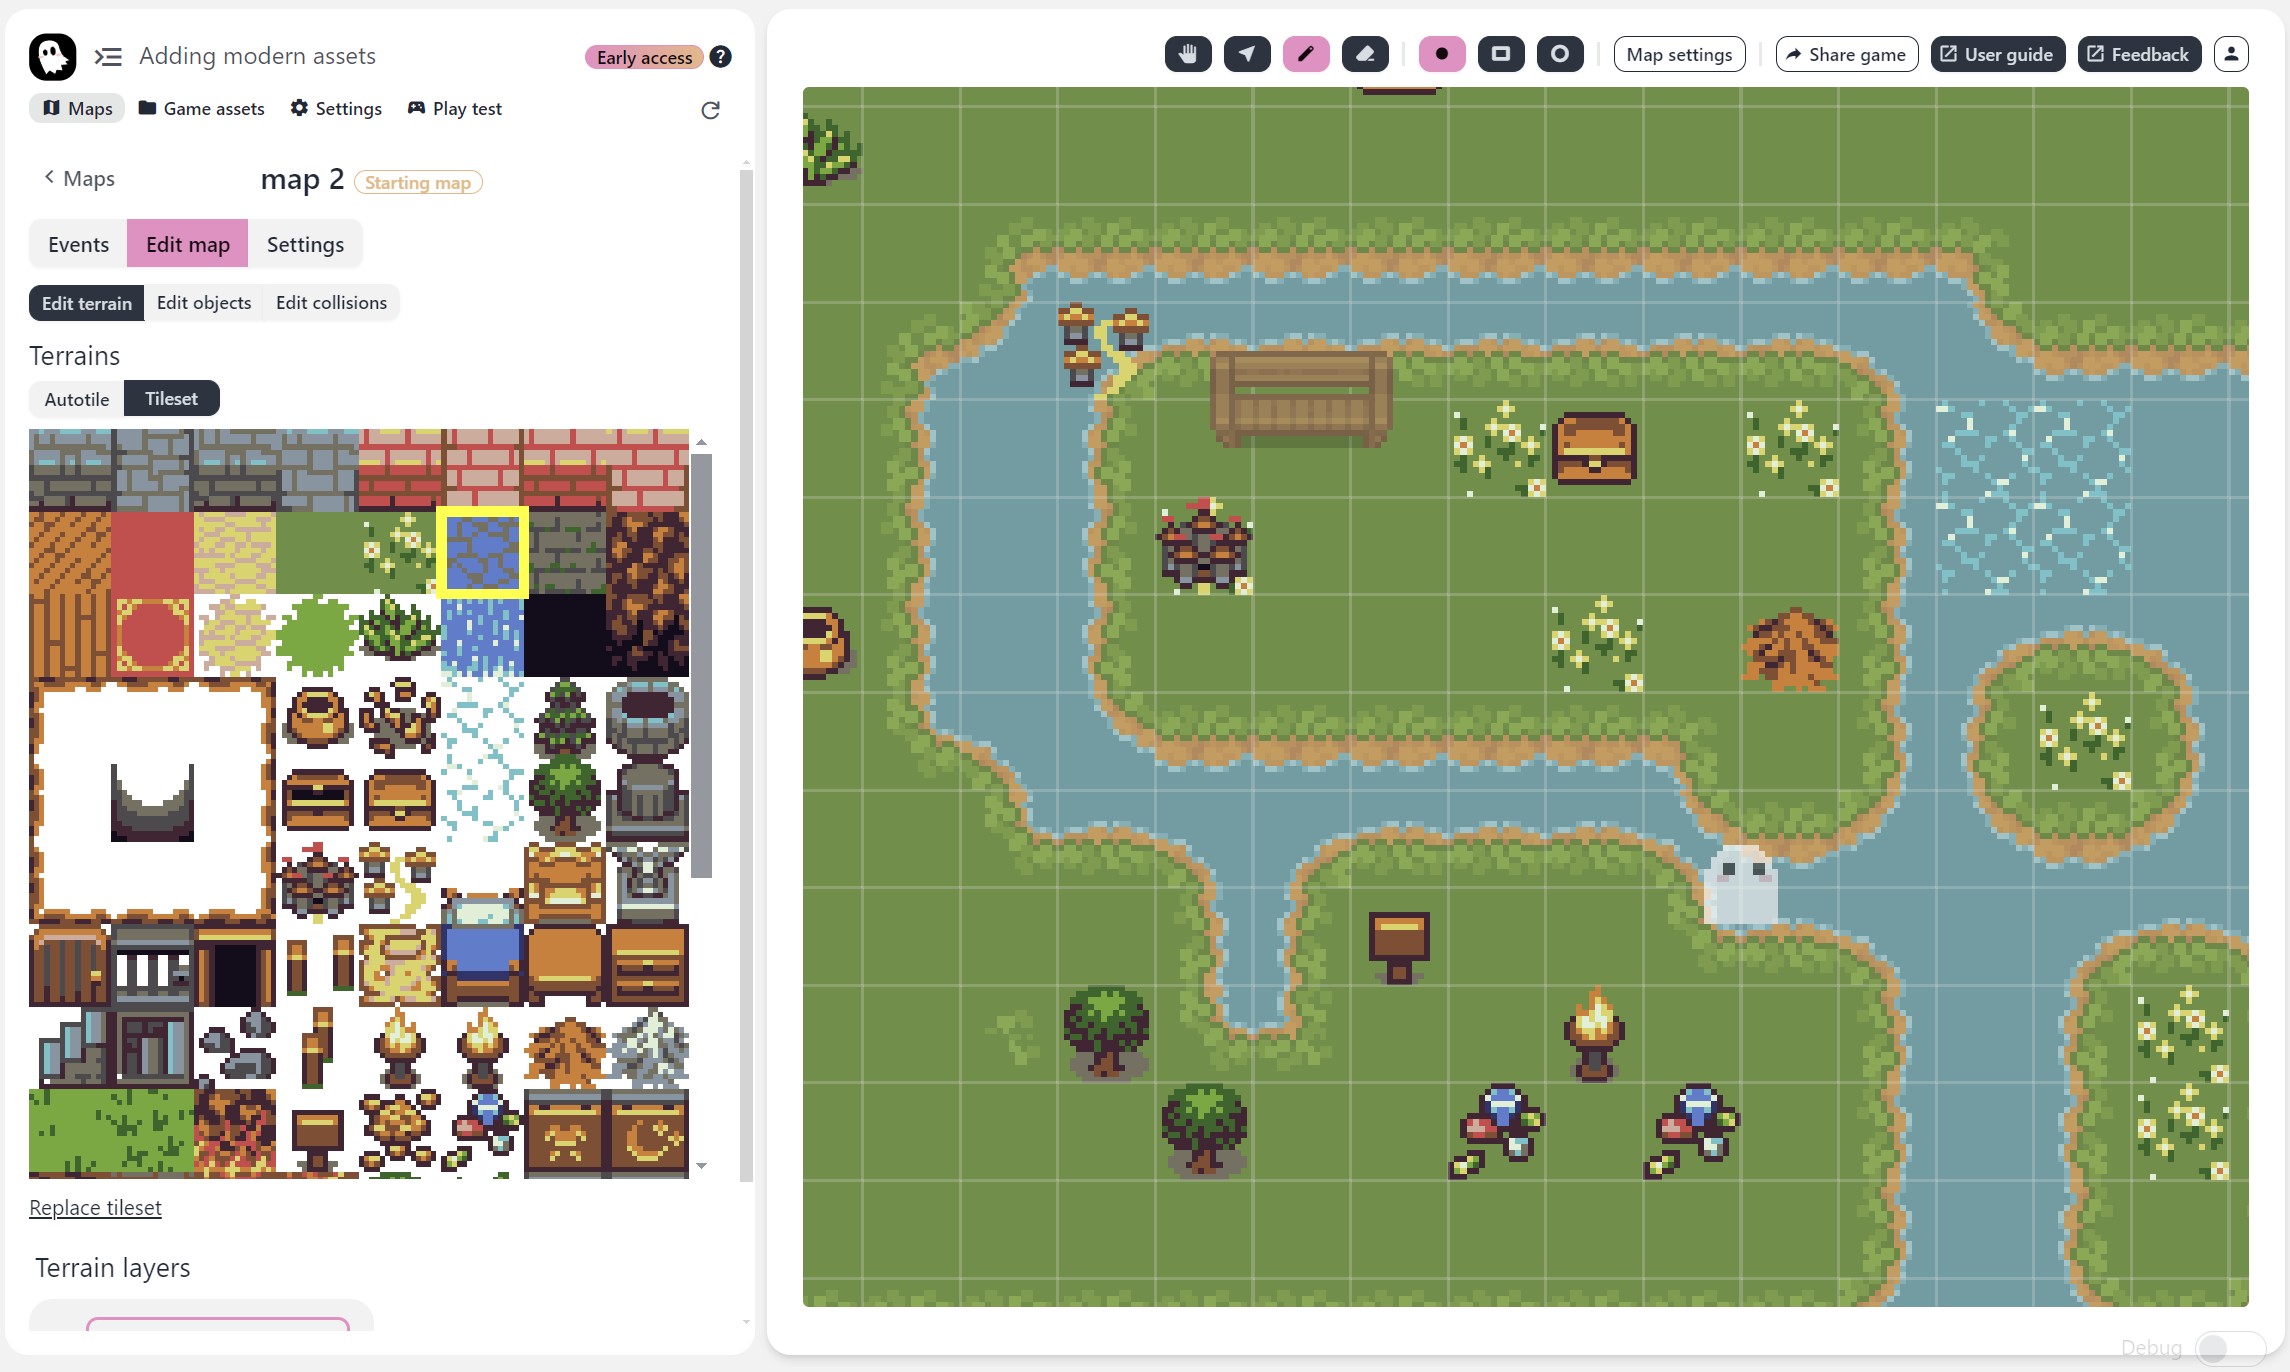 Adding modern assets
Early access
?
Maps
Game assets
Settings
Play test
Maps
map 2
Starting map
Events
Edit map
Settings
Edit terrain
Edit objects
Edit collisions
Terrains
Autotile
Tileset
Replace tileset
Terrain layers
Map settings
Share game
User guide
Feedback
Debug